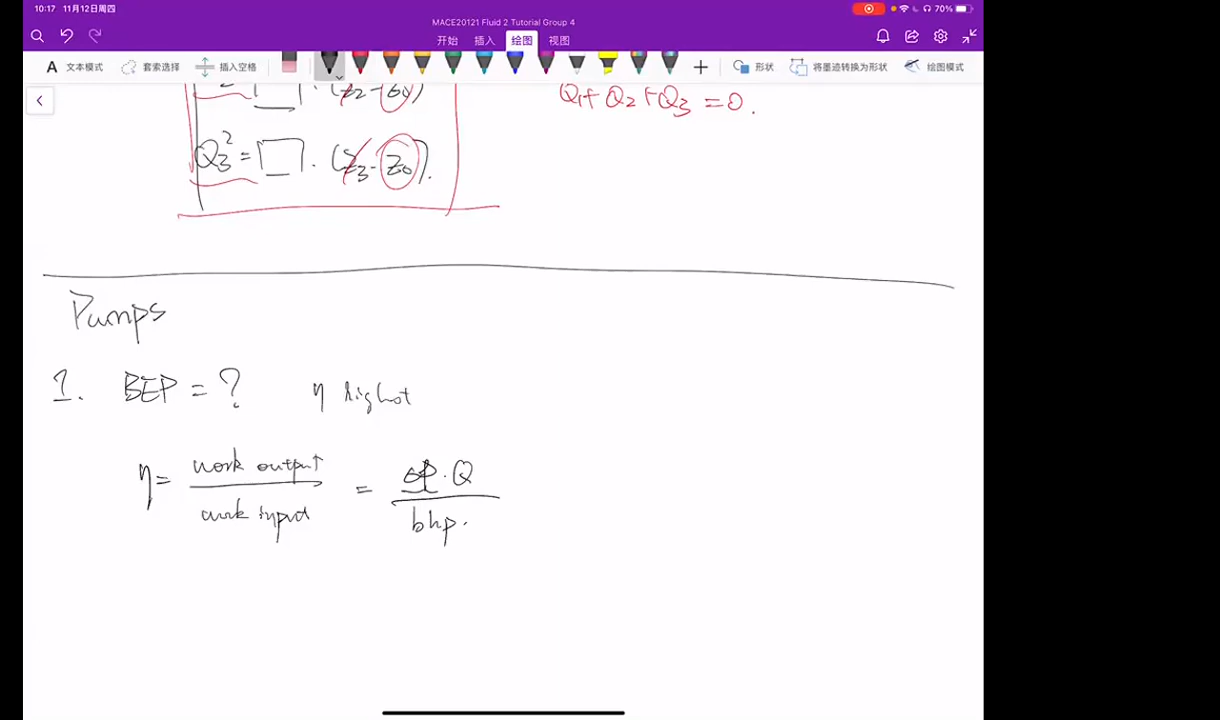 10:17 11月12日周四
70%
MACE20121 Fluid 2 Tutorial Group 4
开始 插入 绘图 视图
文本模式 套索选择 插入空格 形状 将墨迹转换为形状 绘图模式
Q₁+Q₂+Q₃=0.
Q₃²=□·(z₃-z₀).
Pumps
1. BEP = ? η highst
η= work output = ΔP·Q
work input bhp.